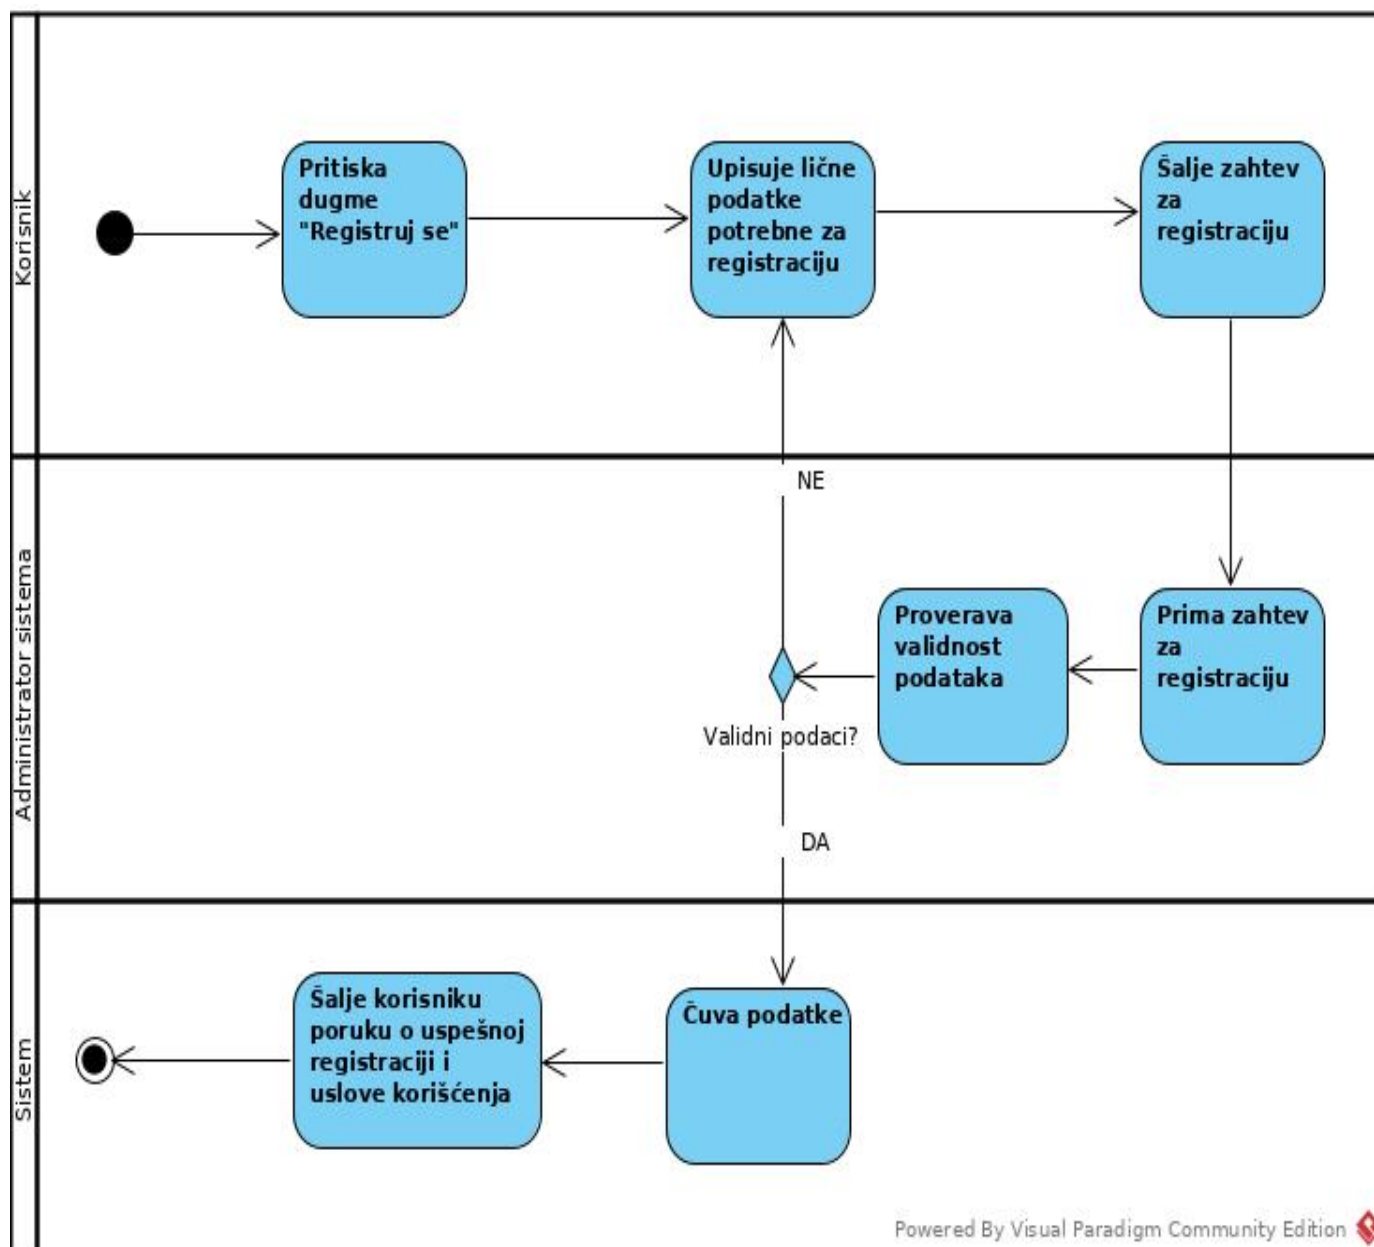 Korisnik
Pritiska
dugme
"Registruj se"
Upisuje lične
podatke
potrebne za
registraciju
Šalje zahtev
za
registraciju
Administrator sistema
NE
Proverava
validnost
podataka
Prima zahtev
za
registraciju
Validni podaci?
DA
Sistem
Šalje korisniku
poruku o uspešnoj
registraciji i
uslove korišćenja
Čuva podatke
Powered By Visual Paradigm Community Edition